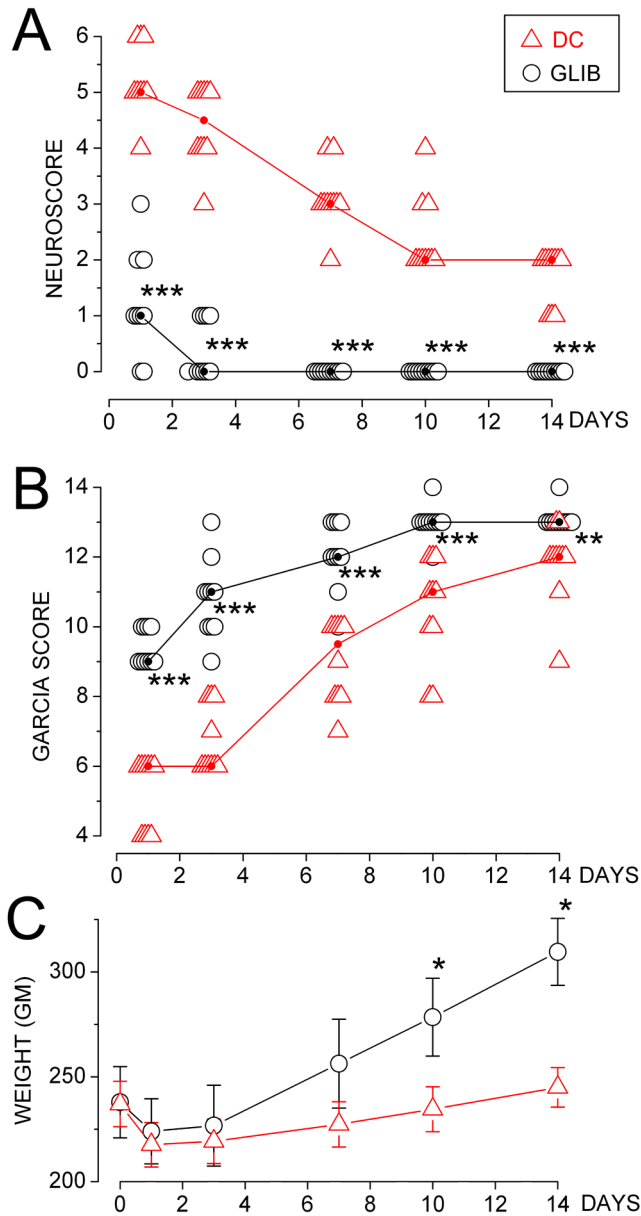 A
DC
GLIB
NEUROSCORE
6
5
4
3
2
1
0
***
***
***
***
***
0 2 4 6 8 10 12 14 DAYS
B
GARCIA SCORE
14
12
10
8
6
4
***
***
***
***
**
0 2 4 6 8 10 12 14 DAYS
C
WEIGHT (GM)
300
250
200
*
*
0 2 4 6 8 10 12 14 DAYS